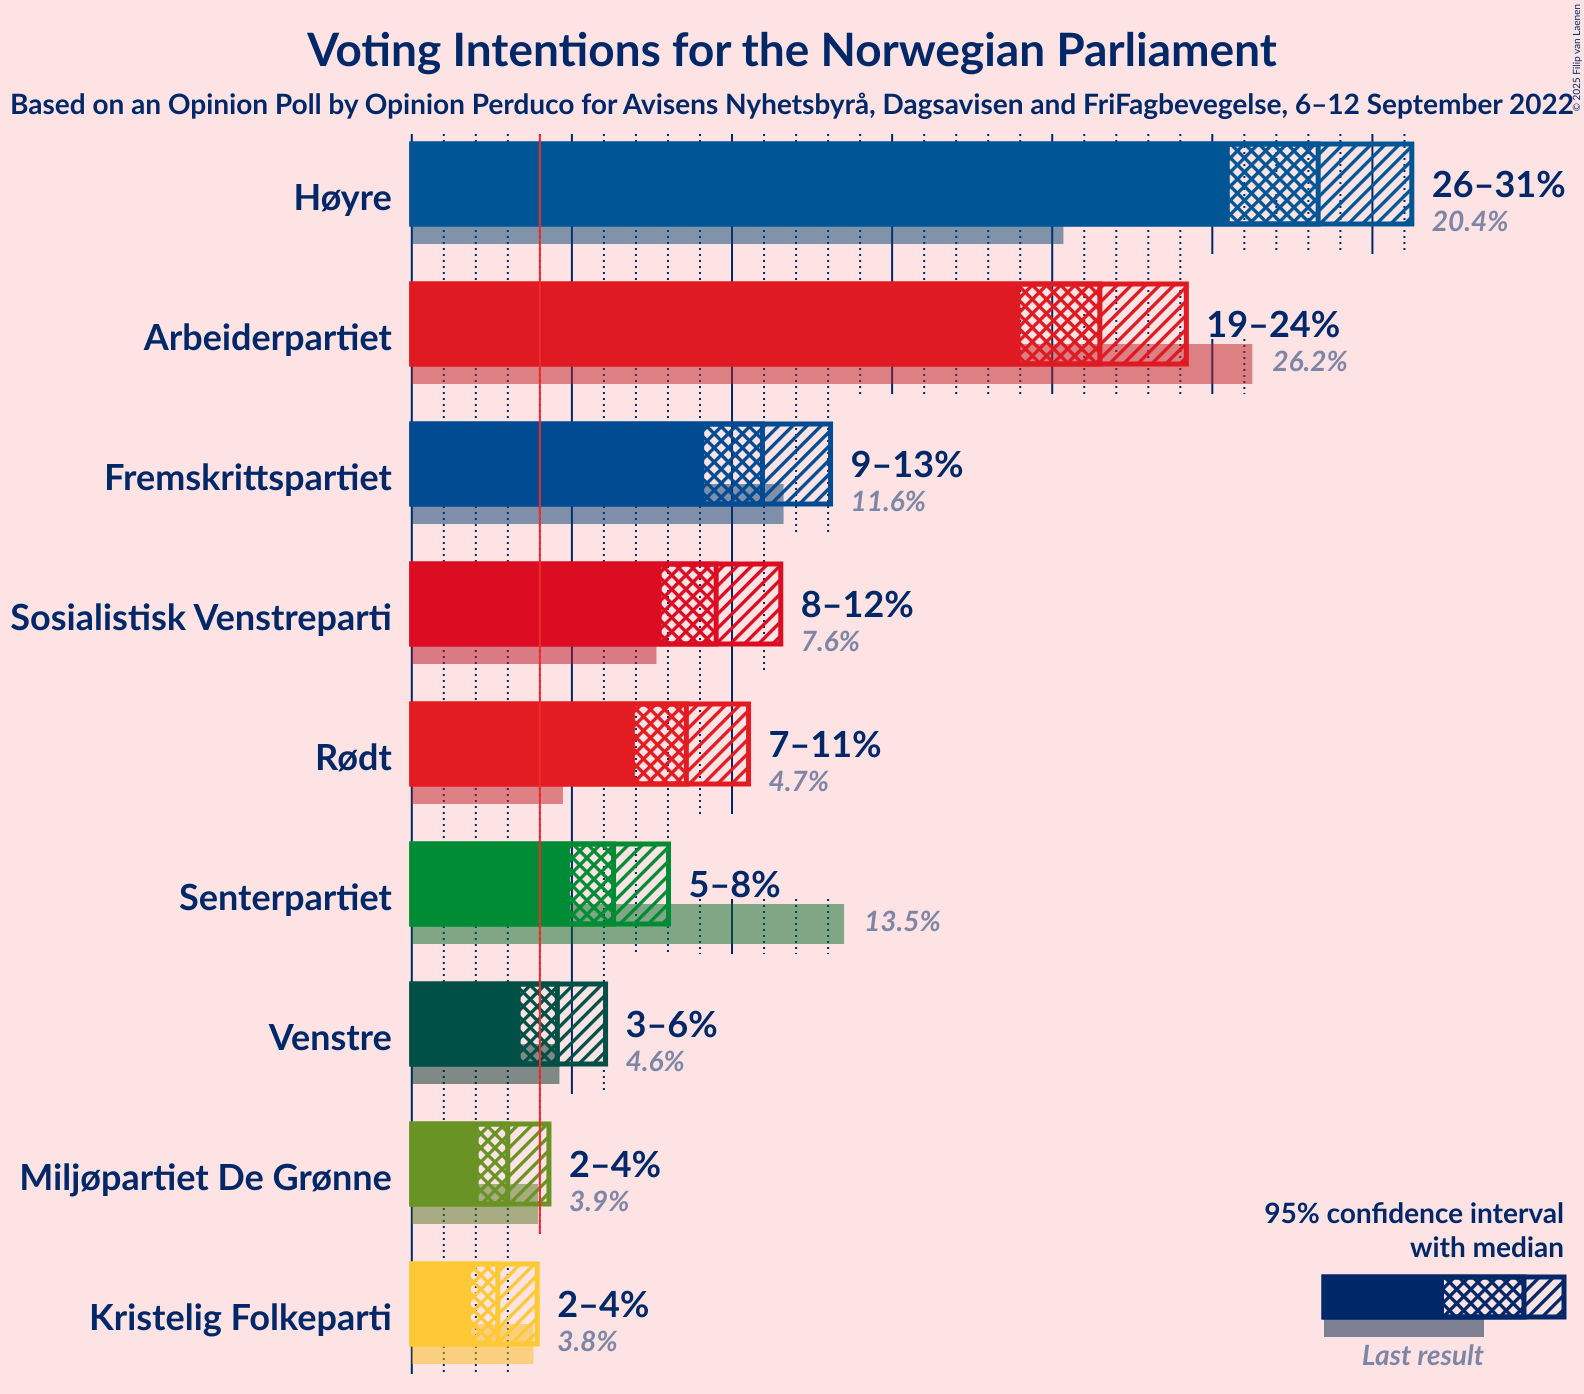 Voting Intentions for the Norwegian Parliament
© 2025 Filip van Laenen
Based on an Opinion Poll by Opinion Perduco for Avisens Nyhetsbyrå, Dagsavisen and FriFagbevegelse, 6–12 September 2022
Høyre
26–31%
20.4%
Arbeiderpartiet
19–24%
26.2%
Fremskrittspartiet
9–13%
11.6%
Sosialistisk Venstreparti
8–12%
7.6%
Rødt
7–11%
4.7%
Senterpartiet
5–8%
13.5%
Venstre
3–6%
4.6%
Miljøpartiet De Grønne
2–4%
3.9%
Kristelig Folkeparti
2–4%
3.8%
95% confidence interval
with median
Last result